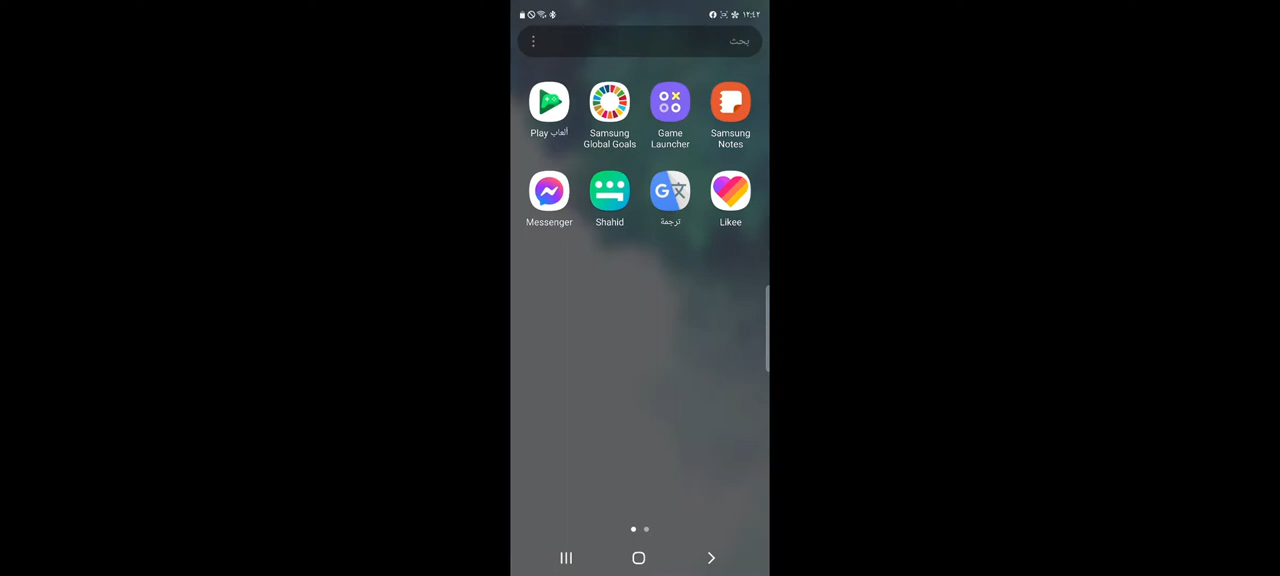 ١٢:٤٢
بحث
Samsung Notes
Game Launcher
Samsung Global Goals
ألعاب Play
Likee
ترجمة
Shahid
Messenger